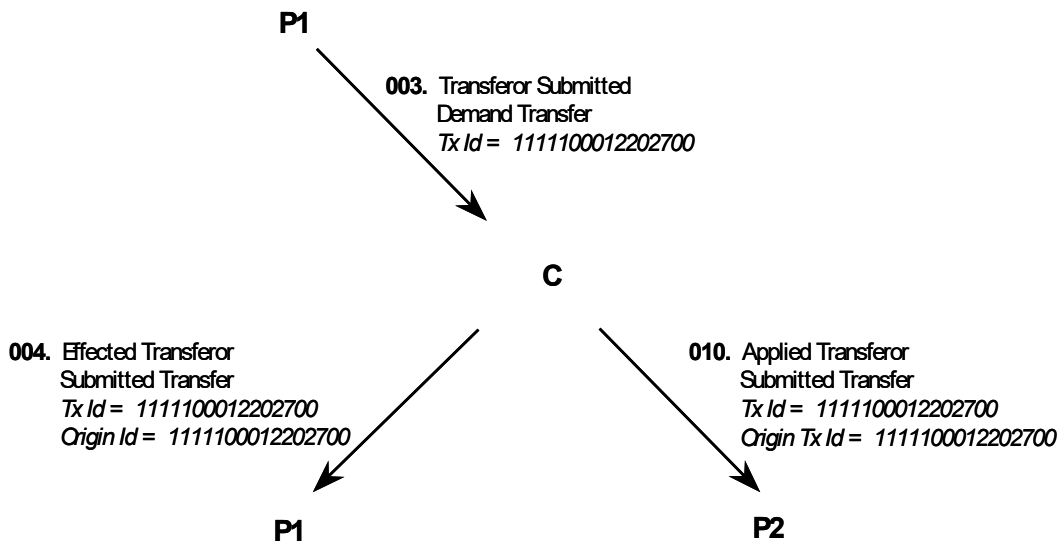 P1
003. Transferor Submitted
Demand Transfer
Tx Id = 1111100012202700
C
004. Effected Transferor
Submitted Transfer
Tx Id = 1111100012202700
Origin Id = 1111100012202700
010. Applied Transferor
Submitted Transfer
Tx Id = 1111100012202700
Origin Tx Id = 1111100012202700
P1
P2